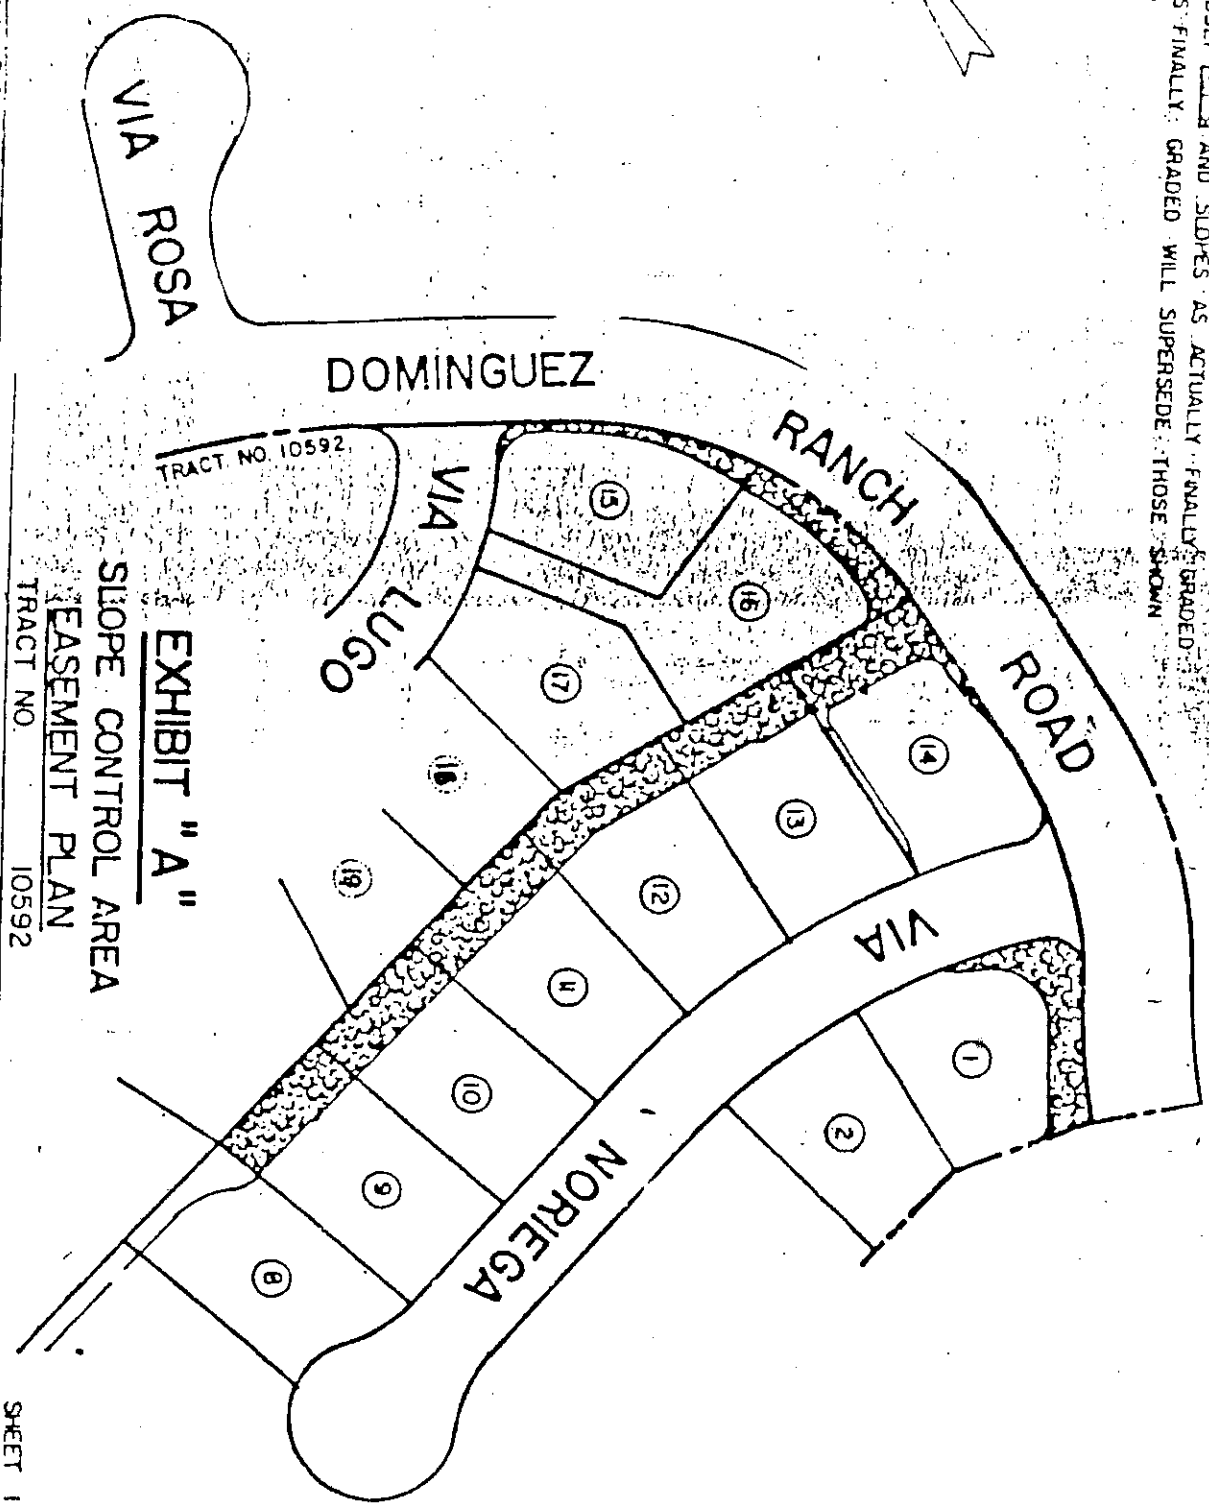 AND SLOPES AS ACTUALLY FINALLY GRADED
FINALLY GRADED WILL SUPERSEDE THOSE SHOWN
VIA ROSA
DOMINGUEZ RANCH ROAD
TRACT NO. 10592
VIA LUGO
15
16
17
18
19
14
13
12
11
10
9
8
VIA NORIEGA
1
2
EXHIBIT "A"
SLOPE CONTROL AREA
EASEMENT PLAN
TRACT NO. 10592
SHEET 1